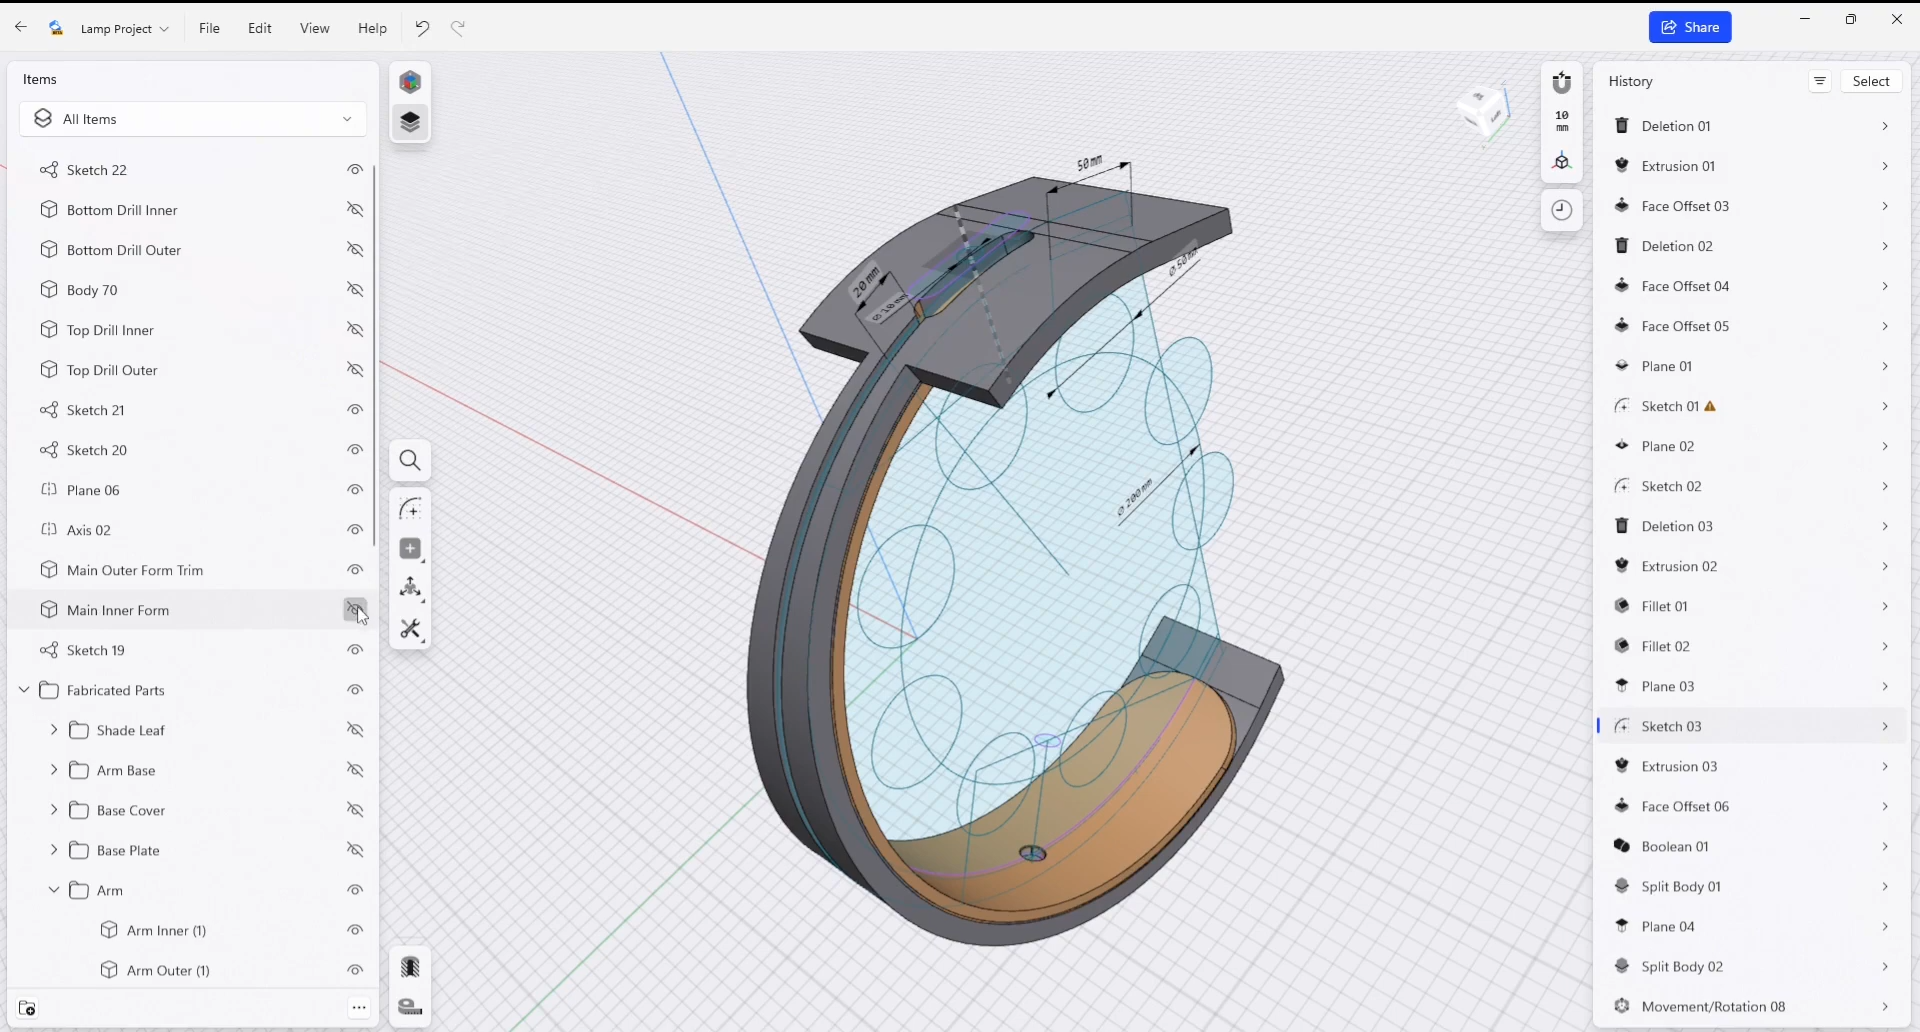 Lamp Project
File
Edit
View
Help
Share
Items
All Items
Sketch 22
Bottom Drill Inner
Bottom Drill Outer
Body 70
Top Drill Inner
Top Drill Outer
Sketch 21
Sketch 20
Plane 06
Axis 02
Main Outer Form Trim
Main Inner Form
Sketch 19
Fabricated Parts
Shade Leaf
Arm Base
Base Cover
Base Plate
Arm
Arm Inner (1)
Arm Outer (1)
50 mm
20 mm
Ø 10 mm
Ø 50 mm
Ø 200 mm
10
mm
History
Select
Deletion 01
Extrusion 01
Face Offset 03
Deletion 02
Face Offset 04
Face Offset 05
Plane 01
Sketch 01
Plane 02
Sketch 02
Deletion 03
Extrusion 02
Fillet 01
Fillet 02
Plane 03
Sketch 03
Extrusion 03
Face Offset 06
Boolean 01
Split Body 01
Plane 04
Split Body 02
Movement/Rotation 08